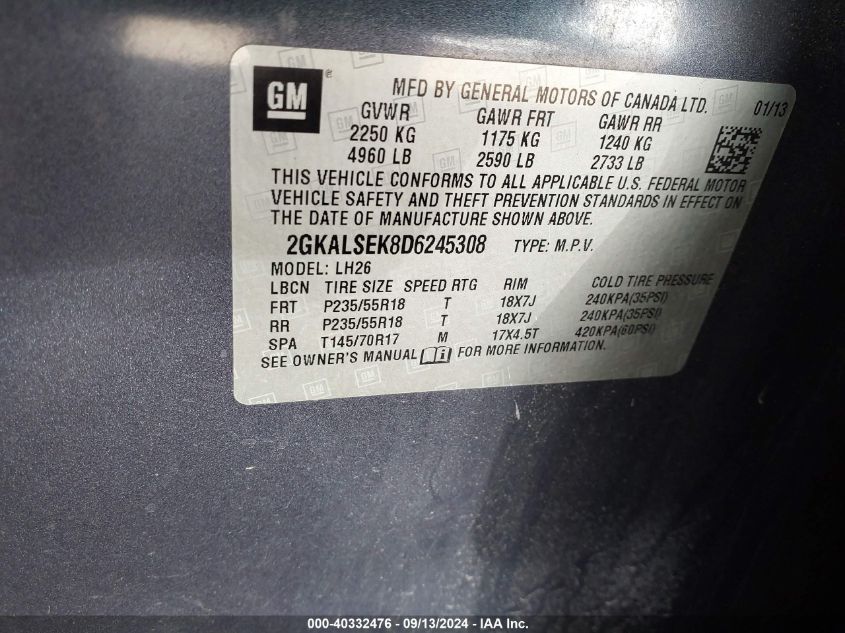 GM ®
MFD BY GENERAL MOTORS OF CANADA LTD. 01/13
GVWR GAWR FRT GAWR RR
2250 KG 1175 KG 1240 KG
4960 LB 2590 LB 2733 LB
THIS VEHICLE CONFORMS TO ALL APPLICABLE U.S. FEDERAL MOTOR
VEHICLE SAFETY AND THEFT PREVENTION STANDARDS IN EFFECT ON
THE DATE OF MANUFACTURE SHOWN ABOVE.
2GKALSEK8D6245308 TYPE: M.P.V.
MODEL: LH26
LBCN TIRE SIZE SPEED RTG RIM COLD TIRE PRESSURE
FRT P235/55R18 T 18X7J 240KPA(35PSI)
RR P235/55R18 T 18X7J 240KPA(35PSI)
SPA T145/70R17 M 17X4.5T 420KPA(60PSI)
SEE OWNER'S MANUAL i FOR MORE INFORMATION.
000-40332476 - 09/13/2024 - IAA Inc.